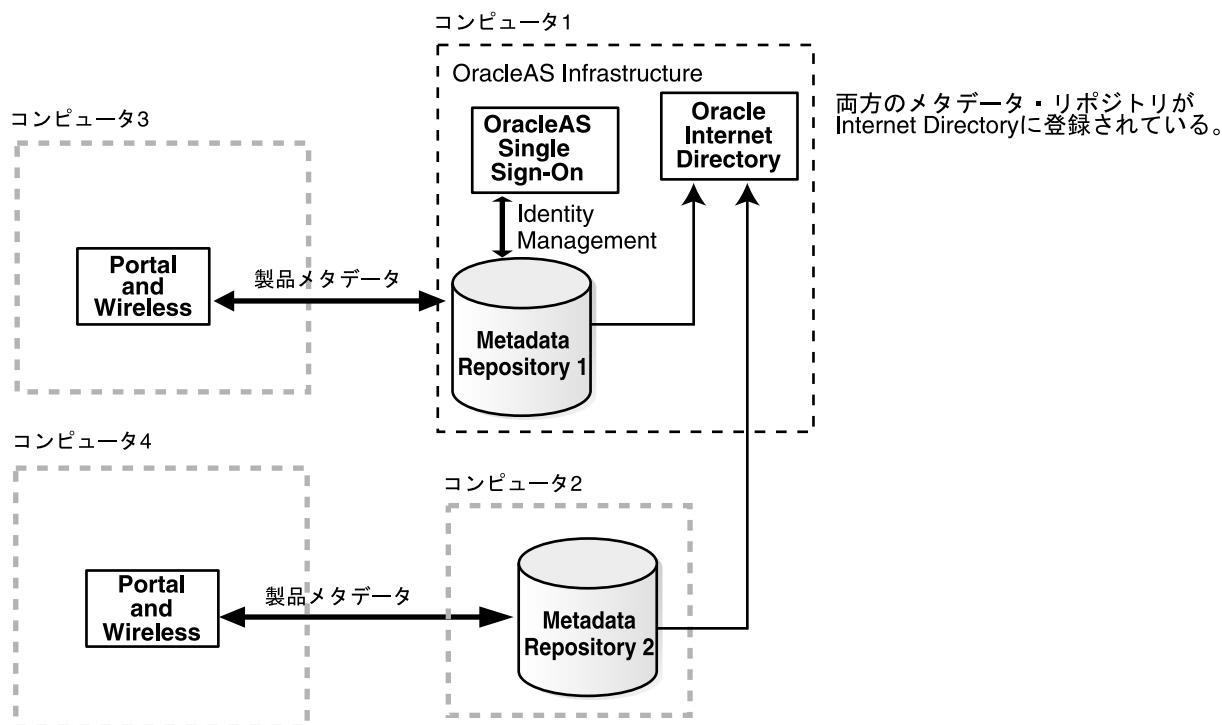 コンピュータ1
OracleAS Infrastructure
OracleAS
Single
Sign-On
Oracle
Internet
Directory
両方のメタデータ・リポジトリが
Internet Directoryに登録されている。
Identity
Management
コンピュータ3
Portal
and
Wireless
製品メタデータ
Metadata
Repository 1
コンピュータ4
Portal
and
Wireless
製品メタデータ
コンピュータ2
Metadata
Repository 2